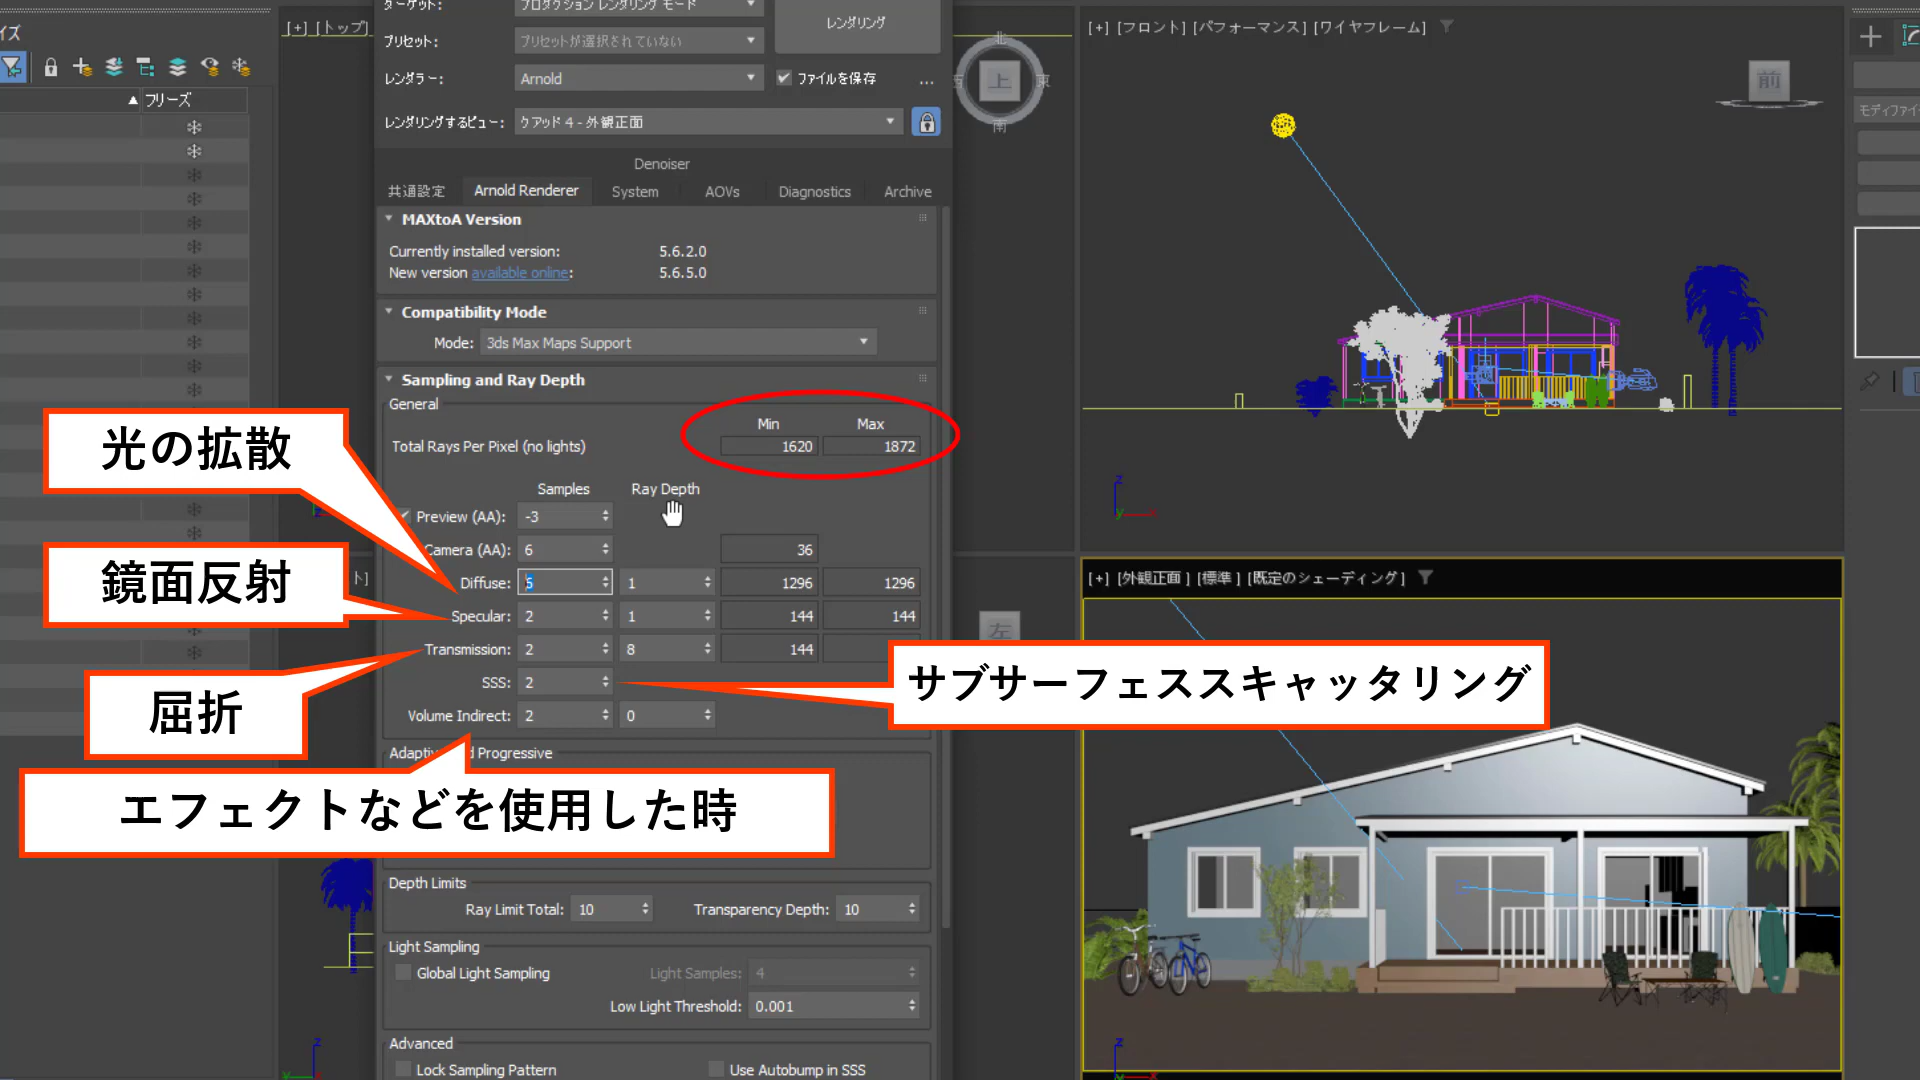 イズ
フリーズ
[+] [トップ]
ターゲット: プロダクション レンダリング モード
プリセット: プリセットが選択されていない
レンダリング
レンダラー: Arnold ファイルを保存 ...
レンダリングするビュー: クアッド 4 - 外観正面
Denoiser
共通設定 Arnold Renderer System AOVs Diagnostics Archive
MAXtoA Version
Currently installed version: 5.6.2.0
New version available online: 5.6.5.0
Compatibility Mode
Mode: 3ds Max Maps Support
Sampling and Ray Depth
General
Min Max
Total Rays Per Pixel (no lights) 1620 1872
Samples Ray Depth
Preview (AA): -3
Camera (AA): 6 36
Diffuse: 1 1296 1296
Specular: 2 1 144 144
Transmission: 2 8 144
SSS: 2
Volume Indirect: 2 0
Progressive
Depth Limits
Ray Limit Total: 10 Transparency Depth: 10
Light Sampling
Global Light Sampling Light Samples: 4
Low Light Threshold: 0.001
Advanced
Lock Sampling Pattern Use Autobump in SSS
光の拡散
鏡面反射
屈折
エフェクトなどを使用した時
サブサーフェススキャッタリング
北
上
東
南
左
[+] [フロント] [パフォーマンス] [ワイヤフレーム]
前
モディファイ
[+] [外観正面] [標準] [既定のシェーディング]